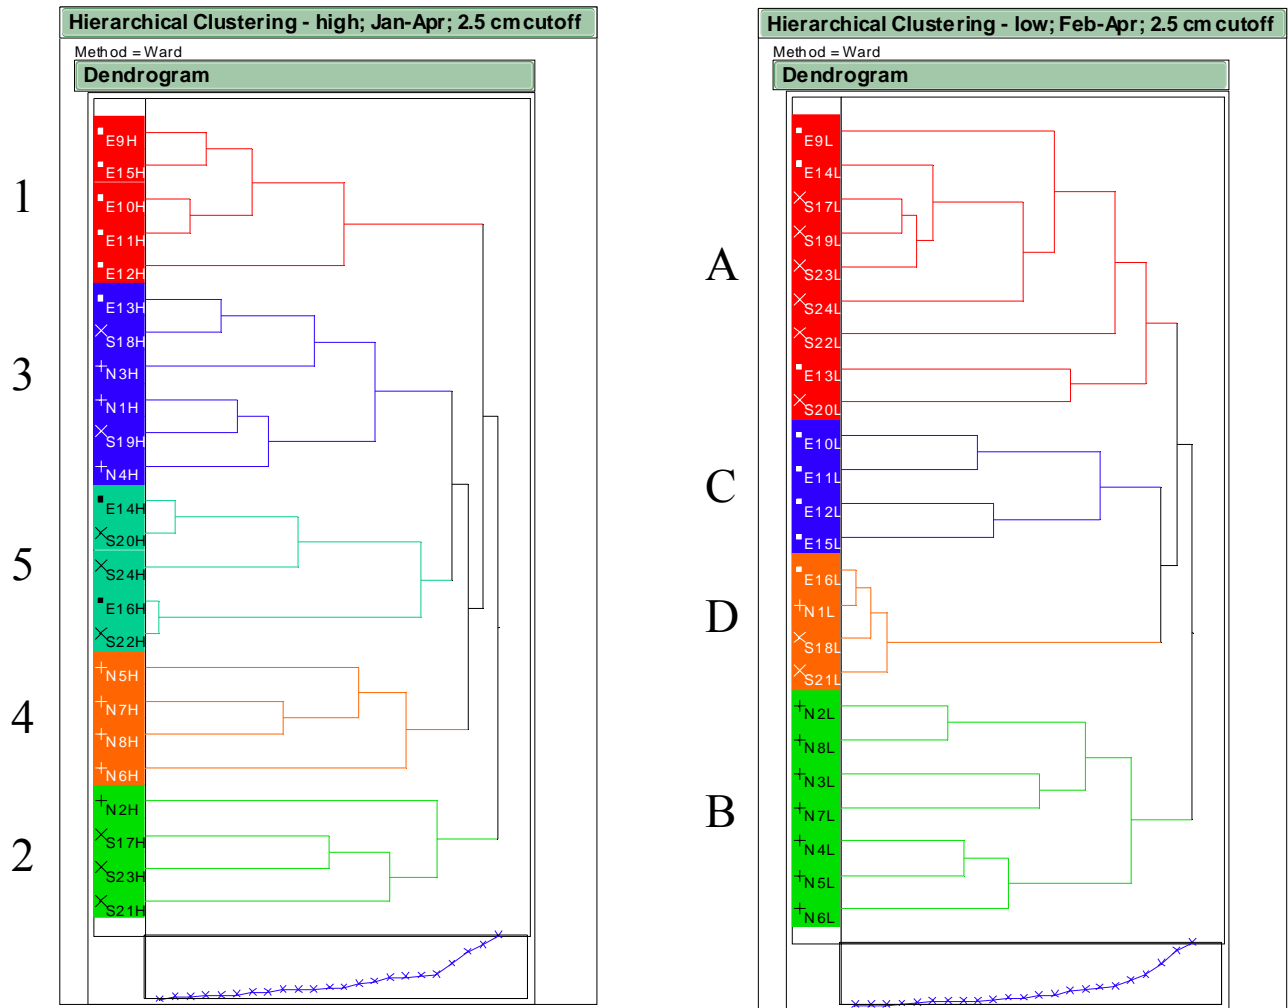 Hierarchical Clustering - high; Jan-Apr; 2.5 cm cutoff
Method = Ward
Dendrogram
1
E9H
E15H
E10H
E11H
E12H
3
E13H
S18H
N3H
N1H
S19H
N4H
5
E14H
S20H
S24H
E16H
S22H
4
N5H
N7H
N8H
N6H
2
N2H
S17H
S23H
S21H
Hierarchical Clustering - low; Feb-Apr; 2.5 cm cutoff
Method = Ward
Dendrogram
A
E9L
E14L
S17L
S19L
S23L
S24L
S22L
E13L
S20L
C
E10L
E11L
E12L
E15L
D
E16L
N1L
S18L
S21L
B
N2L
N8L
N3L
N7L
N4L
N5L
N6L